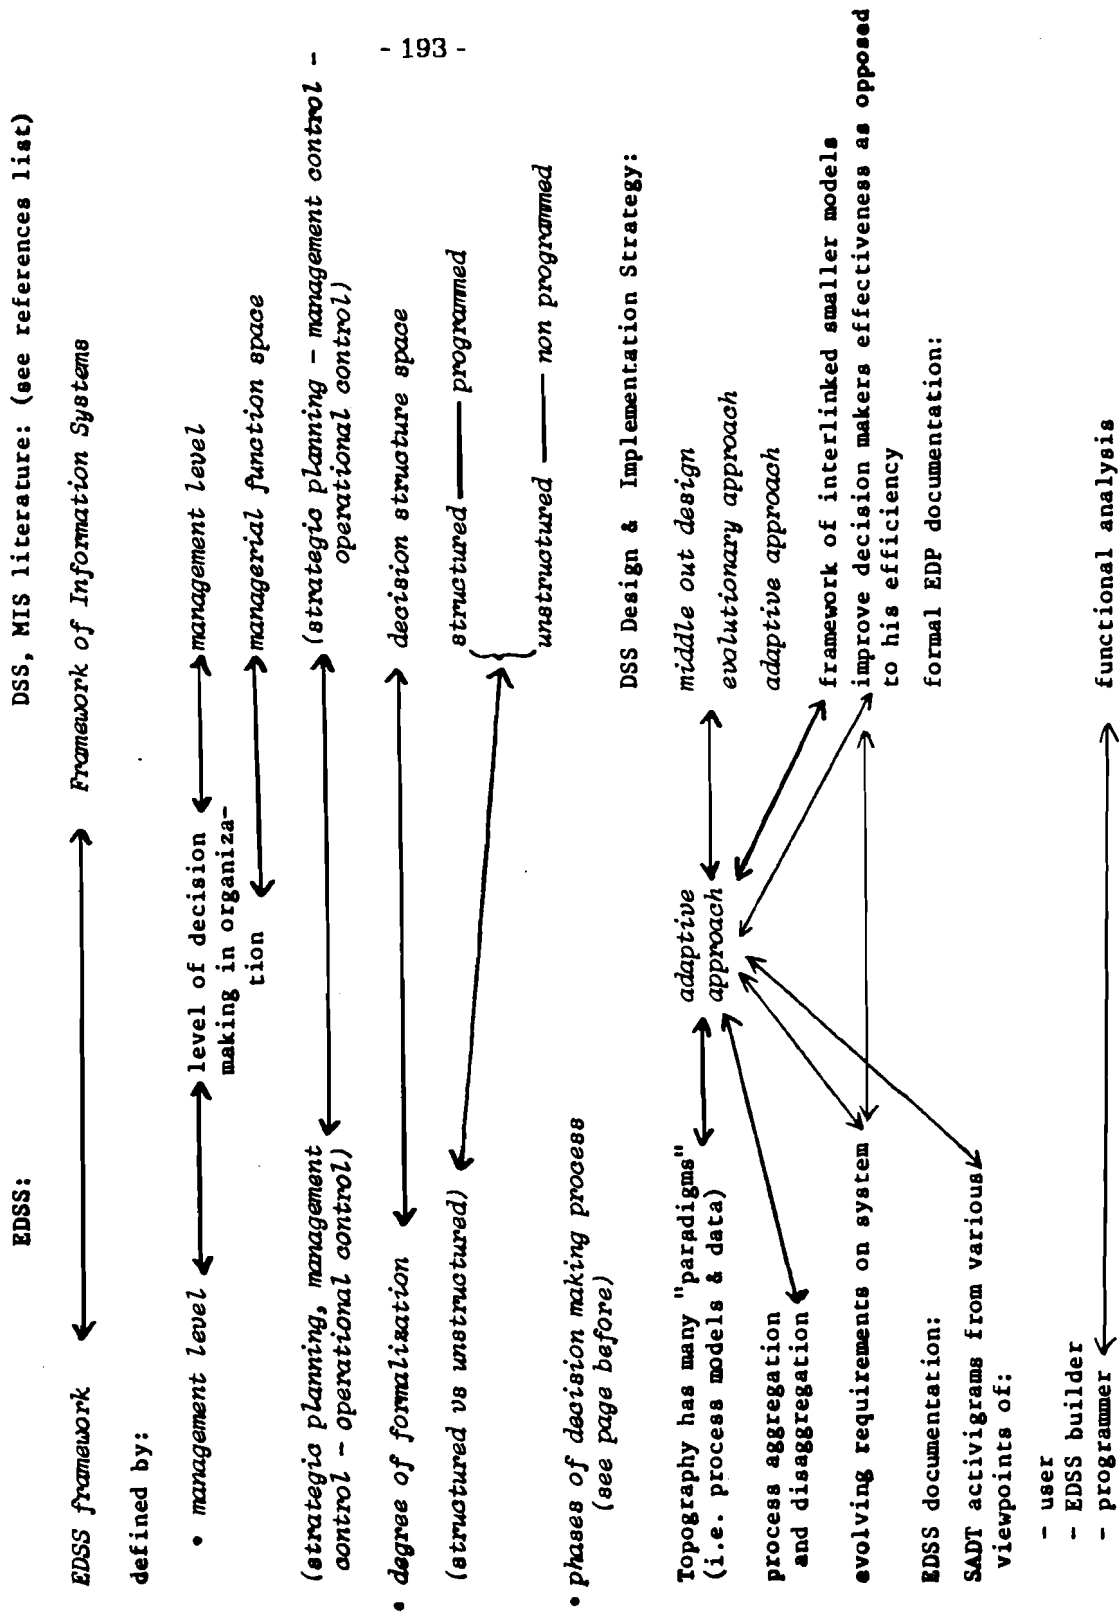 - 193 -
EDSS:
DSS, MIS literature: (see references list)
EDSS framework
Framework of Information Systems
defined by:
• management level
level of decision
making in organiza-
tion
management level
managerial function space
(strategic planning, management
control - operational control)
(strategic planning - management control -
operational control)
• degree of formalization
decision structure space
(structured vs unstructured)
structured — programmed
unstructured — non programmed
• phases of decision making process
(see page before)
DSS Design & Implementation Strategy:
Topography has many "paradigms"
(i.e. process models & data)
adaptive
approach
middle out design
evolutionary approach
adaptive approach
process aggregation
and disaggregation
framework of interlinked smaller models
evolving requirements on system
improve decision makers effectiveness as opposed
to his efficiency
EDSS documentation:
formal EDP documentation:
SADT activigrams from various
viewpoints of:
- user
- EDSS builder
- programmer
functional analysis